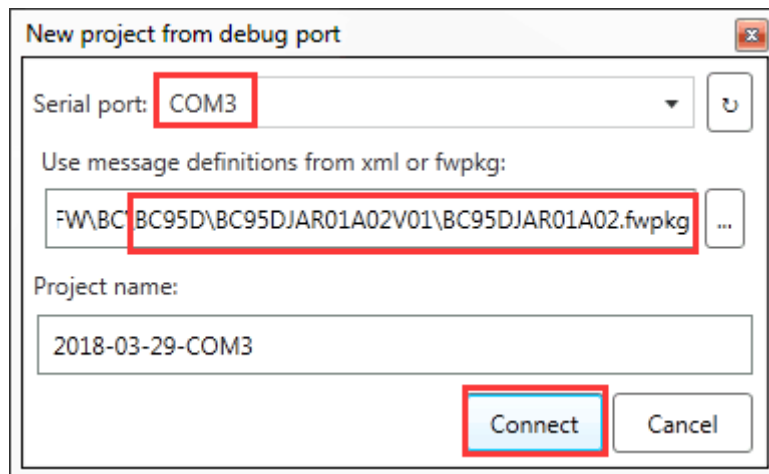 New project from debug port
Serial port: COM3
Use message definitions from xml or fwpkg:
FW\BC\BC95D\BC95DJAR01A02V01\BC95DJAR01A02.fwpkg ...
Project name:
2018-03-29-COM3
Connect Cancel